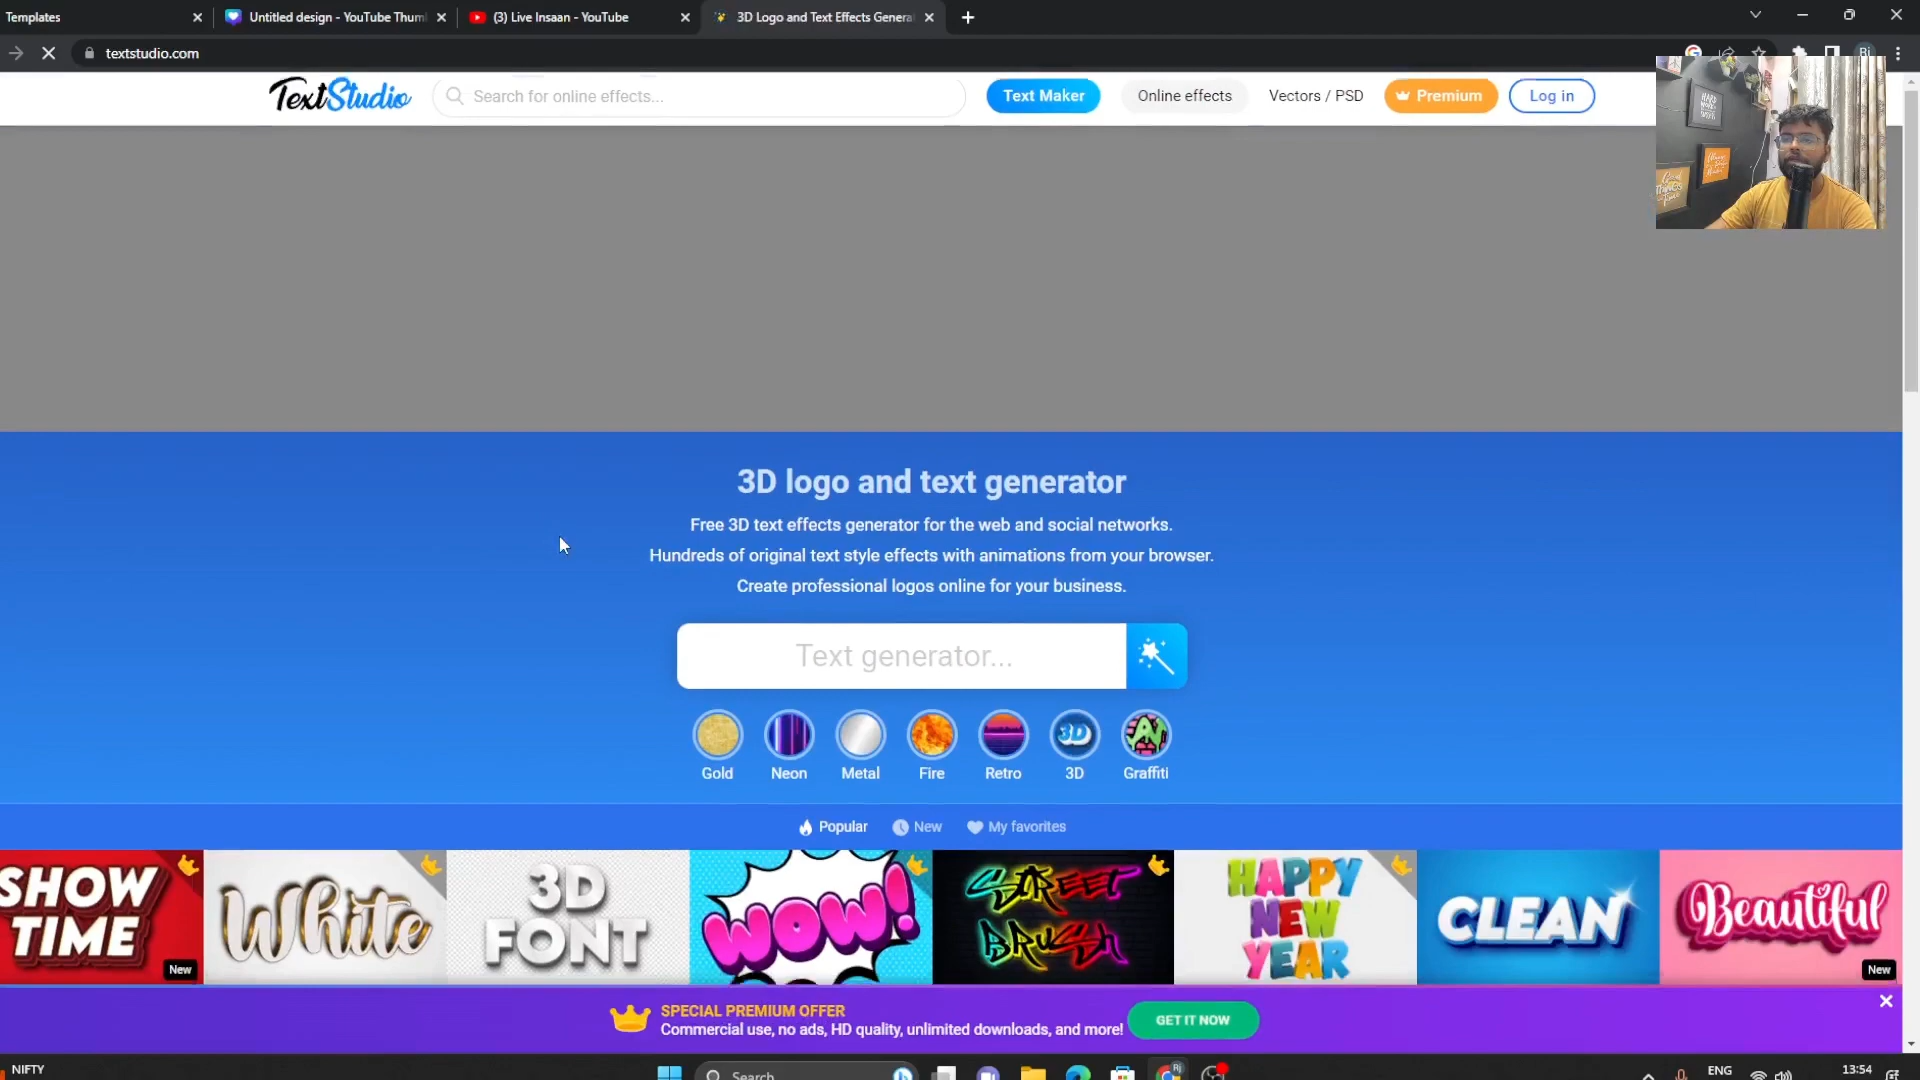 Templates
Untitled design - YouTube Thum
(3) Live Insaan - YouTube
3D Logo and Text Effects Genera
textstudio.com
Bi
TextStudio
Search for online effects...
Text Maker
Online effects
Vectors / PSD
Premium
Log in
3D logo and text generator
Free 3D text effects generator for the web and social networks.
Hundreds of original text style effects with animations from your browser.
Create professional logos online for your business.
Text generator...
3D
Gold
Neon
Metal
Fire
Retro
3D
Graffiti
Popular
New
My favorites
SHOW
TIME
New
White
3D
FONT
WOW!
STREET
BRUSH
HAPPY
NEW
YEAR
CLEAN
Beautiful
New
SPECIAL PREMIUM OFFER
Commercial use, no ads, HD quality, unlimited downloads, and more!
GET IT NOW
NIFTY
Search
ENG
13:54